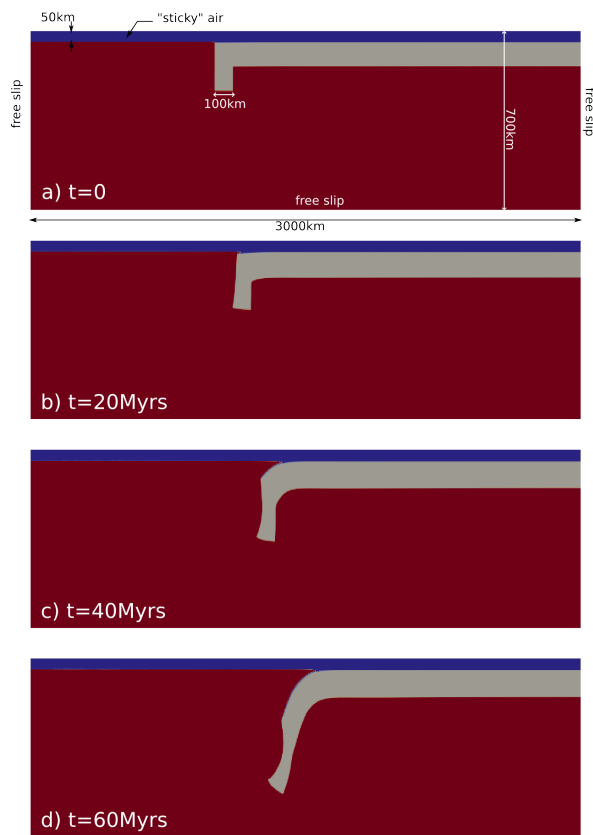 50km
"sticky" air
free slip
100km
700km
free slip
a) t=0
free slip
3000km
b) t=20Myrs
c) t=40Myrs
d) t=60Myrs